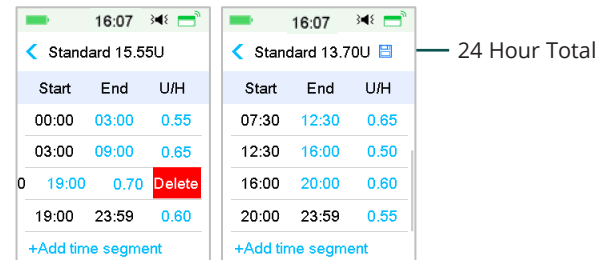 16:07
Standard 15.55U
Start End U/H
00:00 03:00 0.55
03:00 09:00 0.65
0 19:00 0.70 Delete
19:00 23:59 0.60
+Add time segment
16:07
Standard 13.70U
Start End U/H
07:30 12:30 0.65
12:30 16:00 0.50
16:00 20:00 0.60
20:00 23:59 0.55
+Add time segment
24 Hour Total